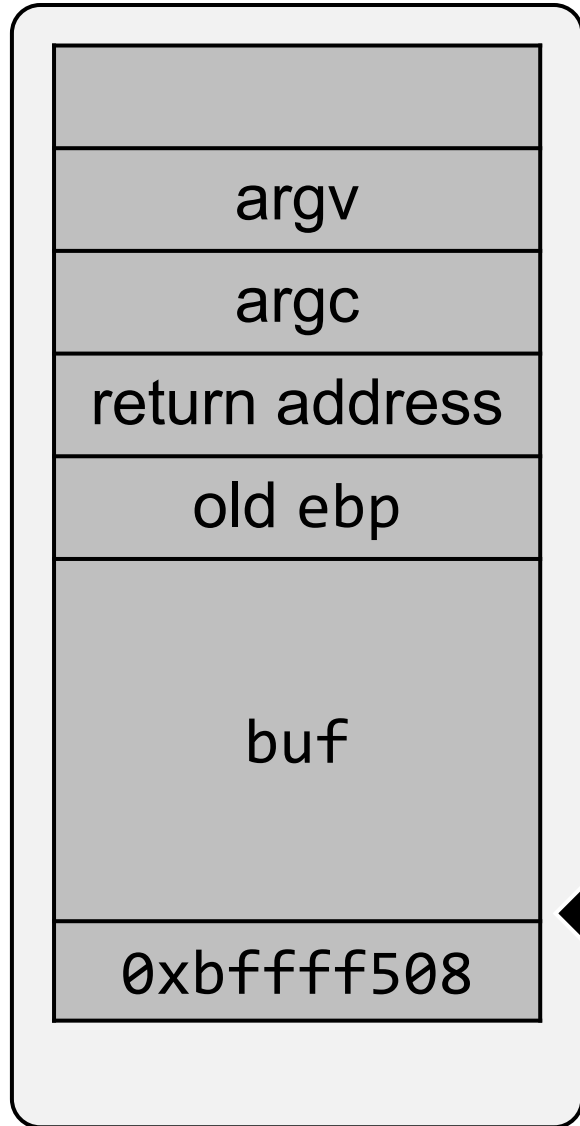 argv
argc
return address
old ebp
buf
0xbffff508